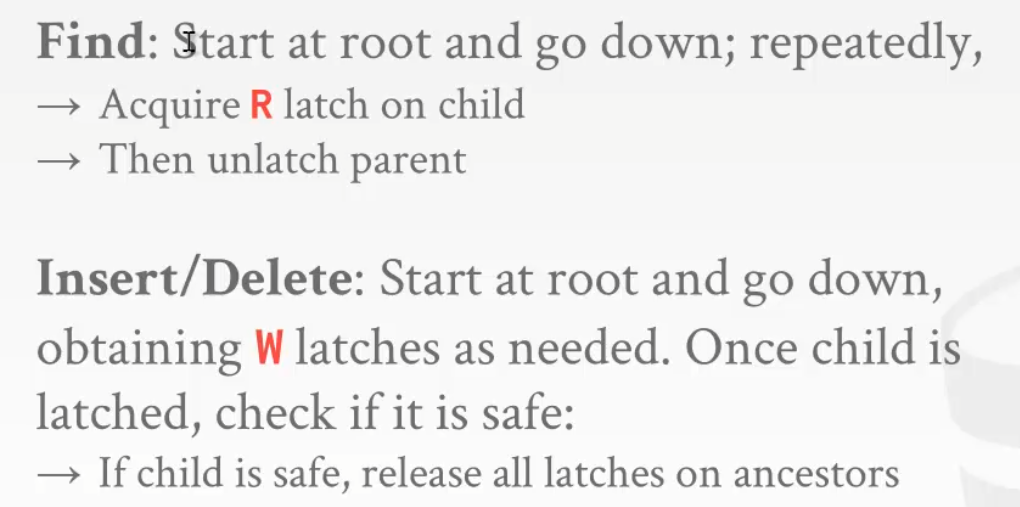 Find: Start at root and go down; repeatedly,
→ Acquire R latch on child
→ Then unlatch parent
Insert/Delete: Start at root and go down,
obtaining W latches as needed. Once child is
latched, check if it is safe:
→ If child is safe, release all latches on ancestors